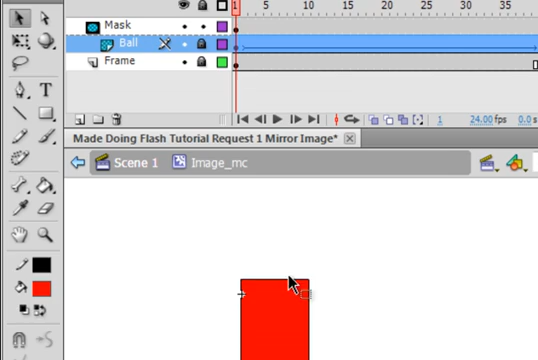 1 5 10 15 20 25 30 35
Mask
Ball
Frame
1 24.00 fps 0.0 s
Made Doing Flash Tutorial Request 1 Mirror Image*
Scene 1 Image_mc
T